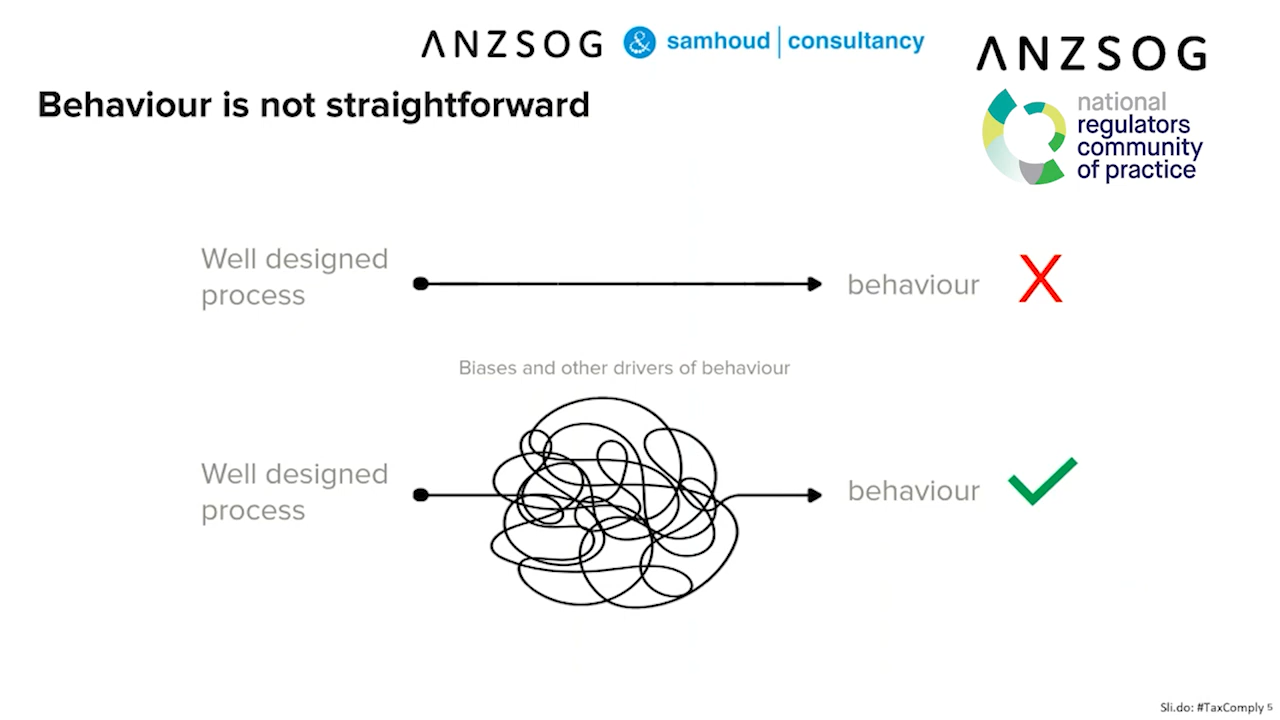 ANZSOG & samhoud consultancy
ANZSOG
national
regulators
community
of practice
Behaviour is not straightforward
Well designed
process
behaviour
X
Biases and other drivers of behaviour
Well designed
process
behaviour
Sli.do: #TaxComply 5